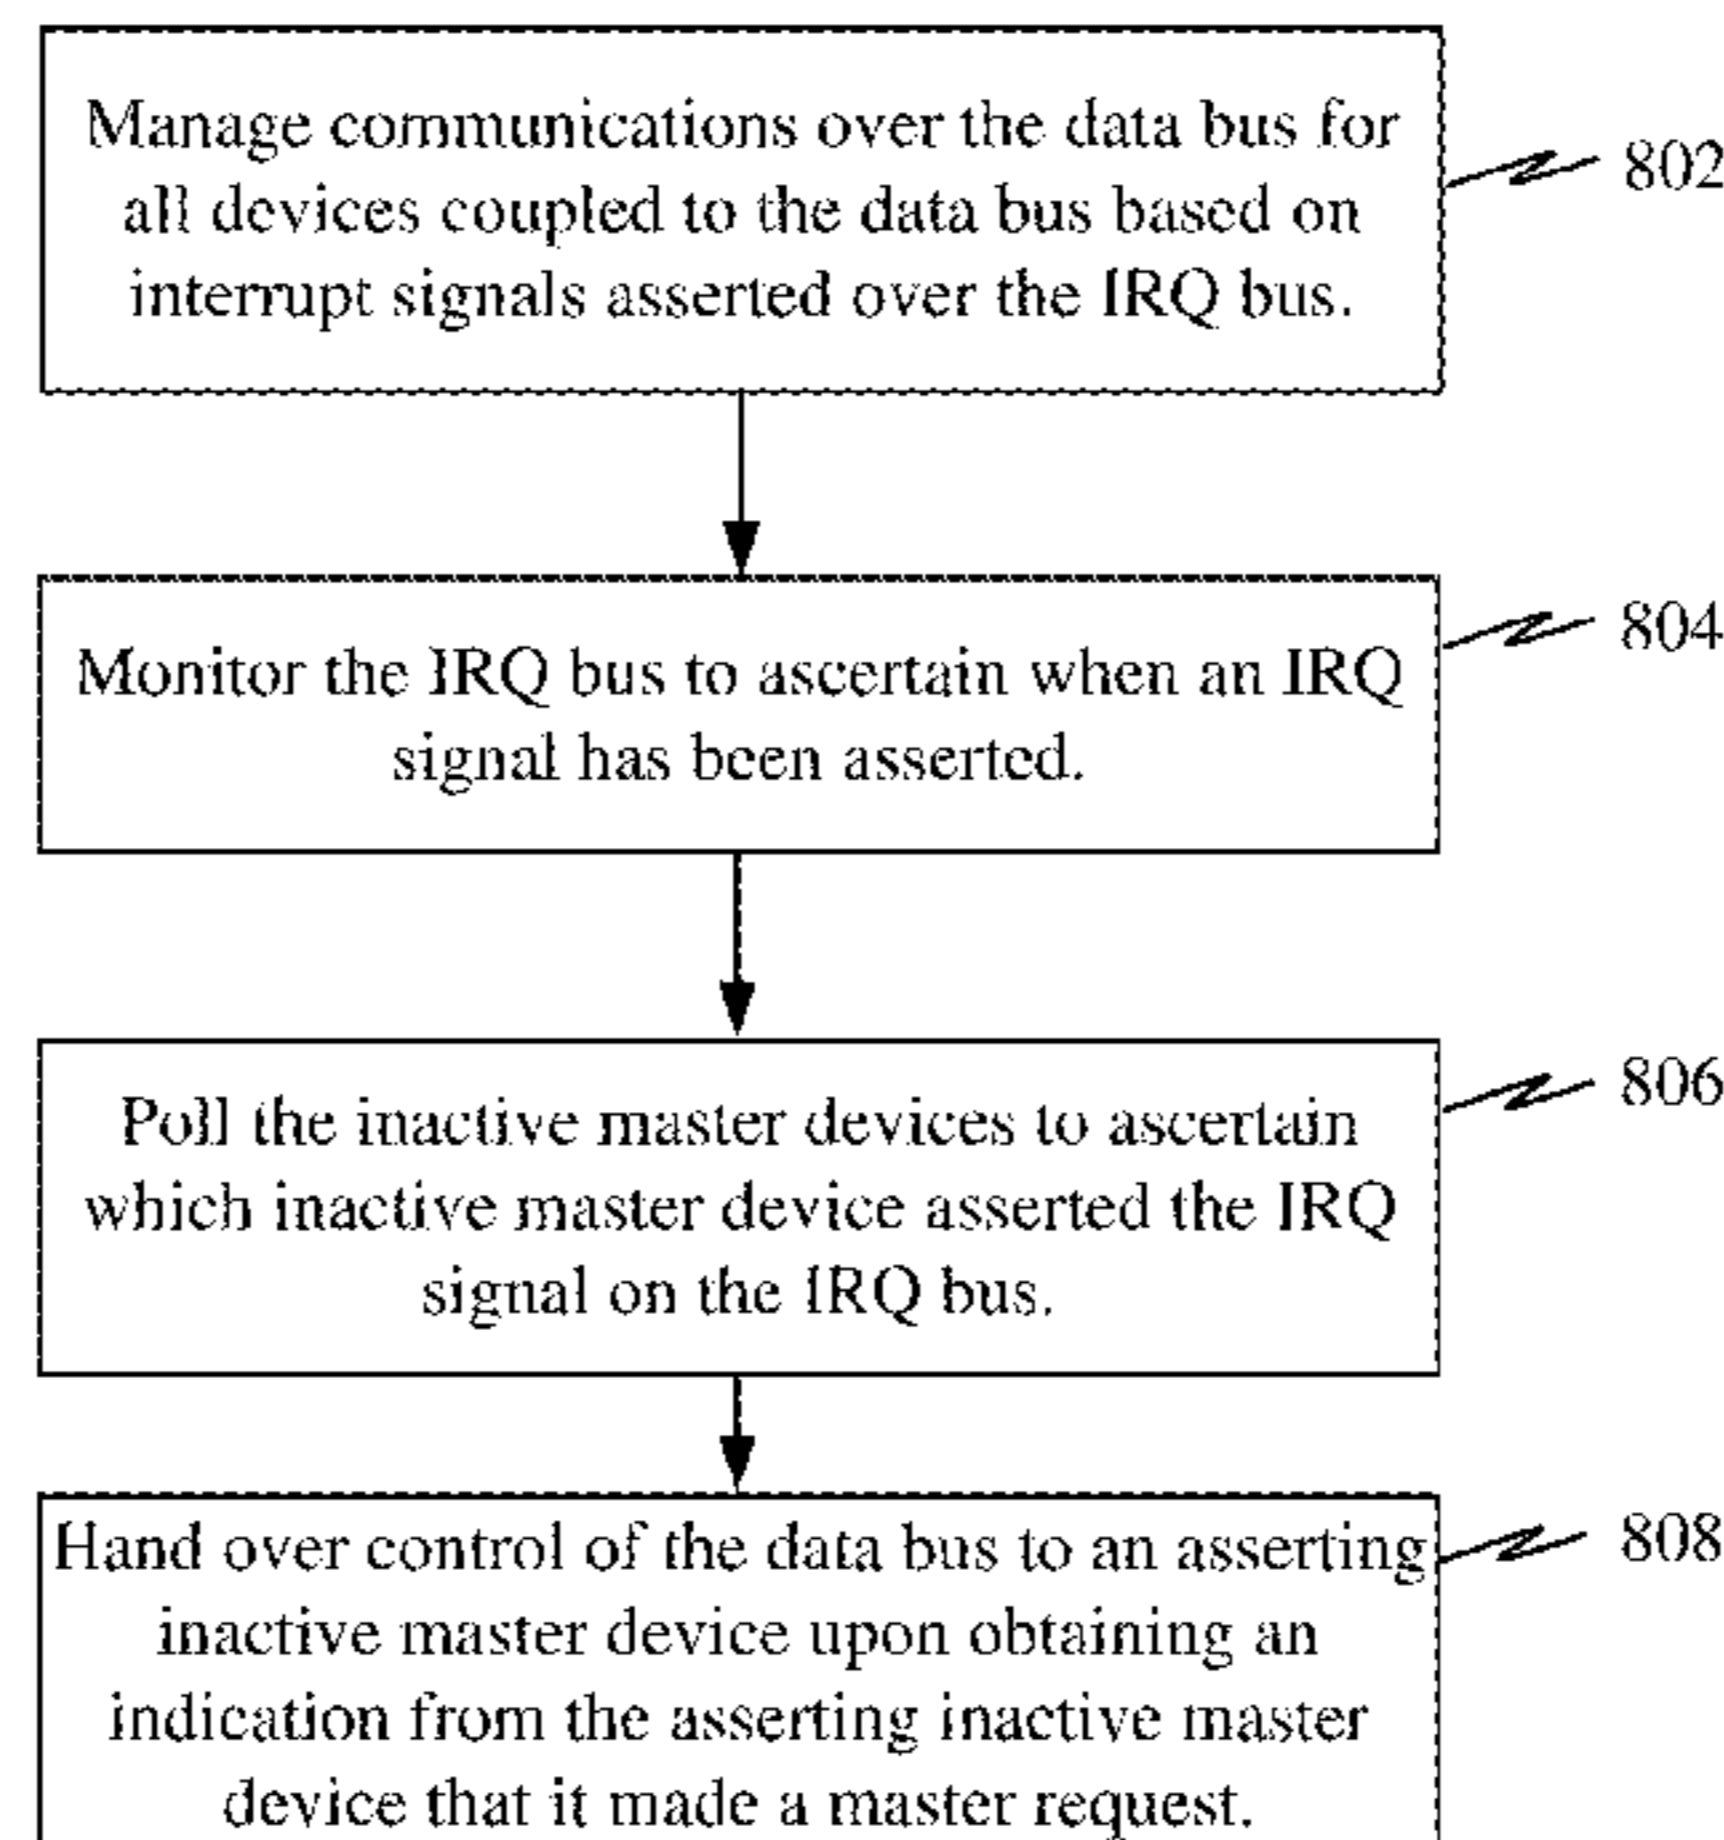 Manage communications over the data bus for
all devices coupled to the data bus based on
interrupt signals asserted over the IRQ bus.
802
Monitor the IRQ bus to ascertain when an IRQ
signal has been asserted.
804
Poll the inactive master devices to ascertain
which inactive master device asserted the IRQ
signal on the IRQ bus.
806
Hand over control of the data bus to an asserting
inactive master device upon obtaining an
indication from the asserting inactive master
device that it made a master request.
808